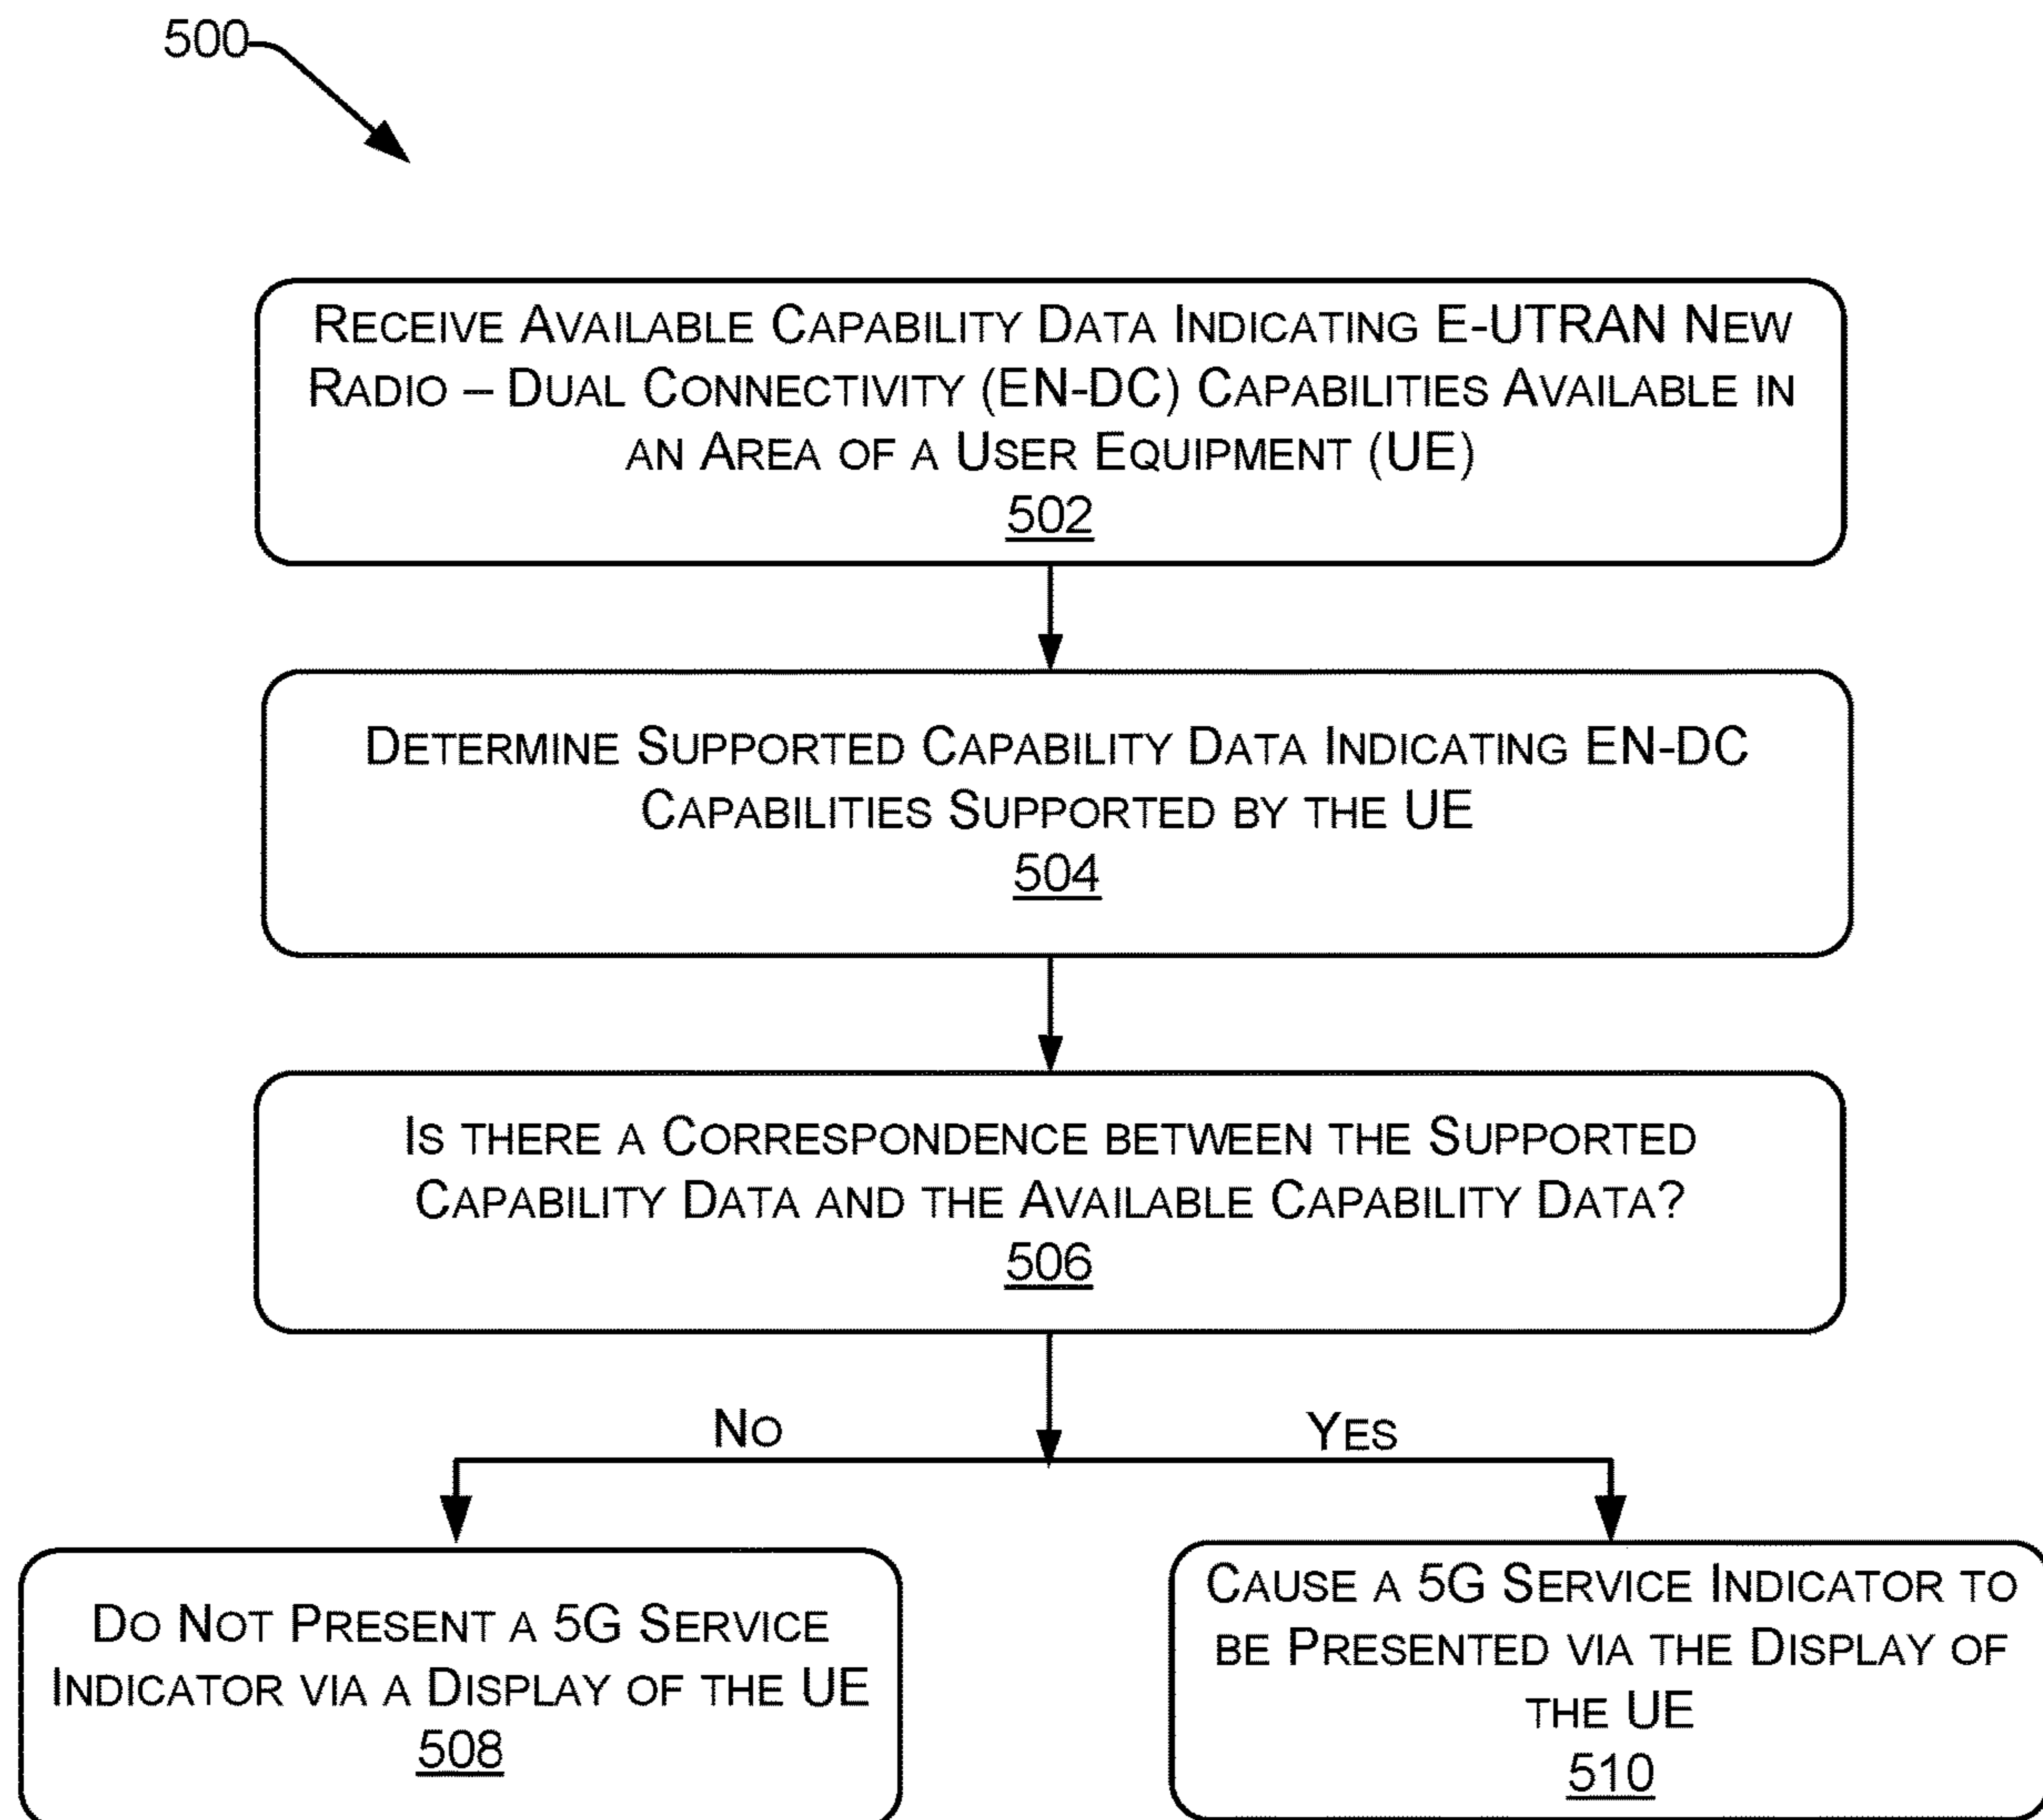 500
Receive Available Capability Data Indicating E-UTRAN New
Radio – Dual Connectivity (EN-DC) Capabilities Available in
an Area of a User Equipment (UE)
502
Determine Supported Capability Data Indicating EN-DC
Capabilities Supported by the UE
504
Is there a Correspondence between the Supported
Capability Data and the Available Capability Data?
506
No
Yes
Do Not Present a 5G Service
Indicator via a Display of the UE
508
Cause a 5G Service Indicator to
be Presented via the Display of
the UE
510